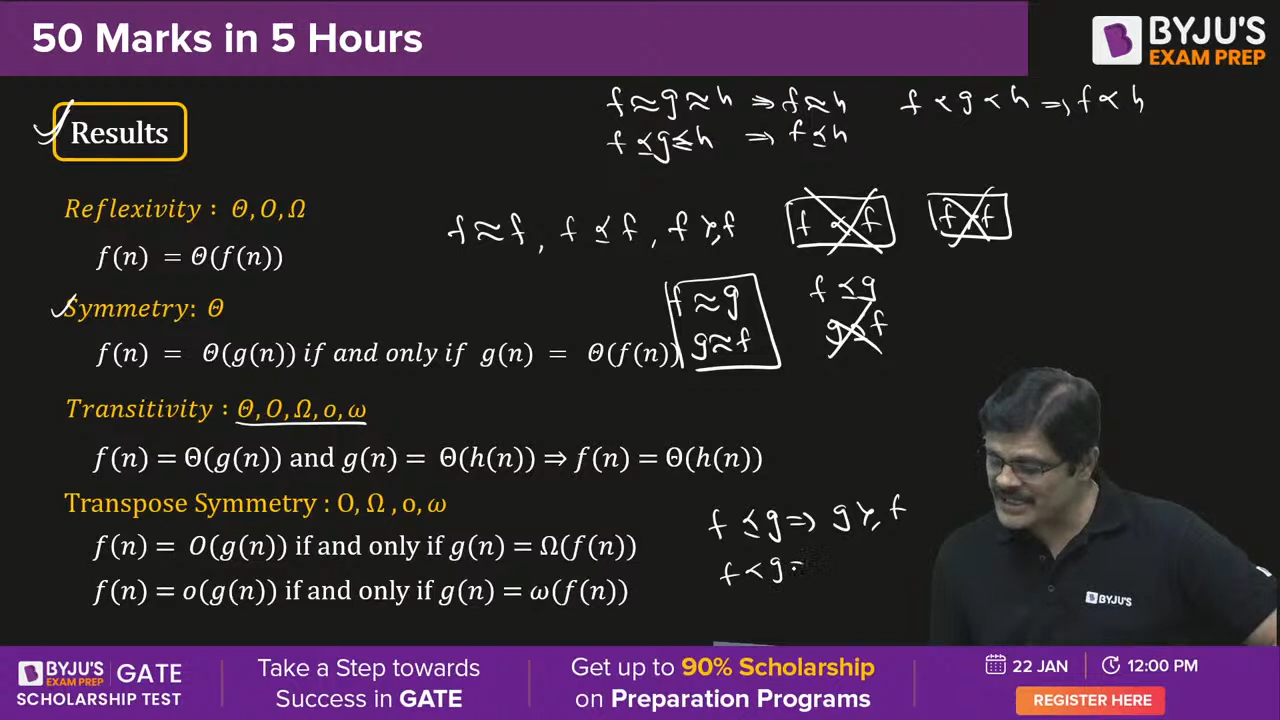 50 Marks in 5 Hours
BYJU'S
EXAM PREP
f ≈ g ≈ h ⇒ f ≈ h
f ≺ g ≺ h ⇒ f ≺ h
f ≼ g ≼ h ⇒ f ≼ h
Results
Reflexivity : Θ, O, Ω
f ≈ f, f ≼ f, f ≽ f
f ≺ f
f ≻ f
f(n) = Θ(f(n))
f ≈ g
g ≈ f
f ≼ g
g f
Symmetry: Θ
f(n) = Θ(g(n)) if and only if g(n) = Θ(f(n))
Transitivity : Θ, O, Ω, o, ω
f(n) = Θ(g(n)) and g(n) = Θ(h(n)) ⇒ f(n) = Θ(h(n))
Transpose Symmetry : O, Ω , o, ω
f(n) = O(g(n)) if and only if g(n) = Ω(f(n))
f ≼ g ⇒ g ≽ f
f(n) = o(g(n)) if and only if g(n) = ω(f(n))
f ≺ g =
BYJU'S
BYJU'S
EXAM PREP
GATE
SCHOLARSHIP TEST
Take a Step towards
Success in GATE
Get up to 90% Scholarship
on Preparation Programs
22 JAN
12:00 PM
REGISTER HERE